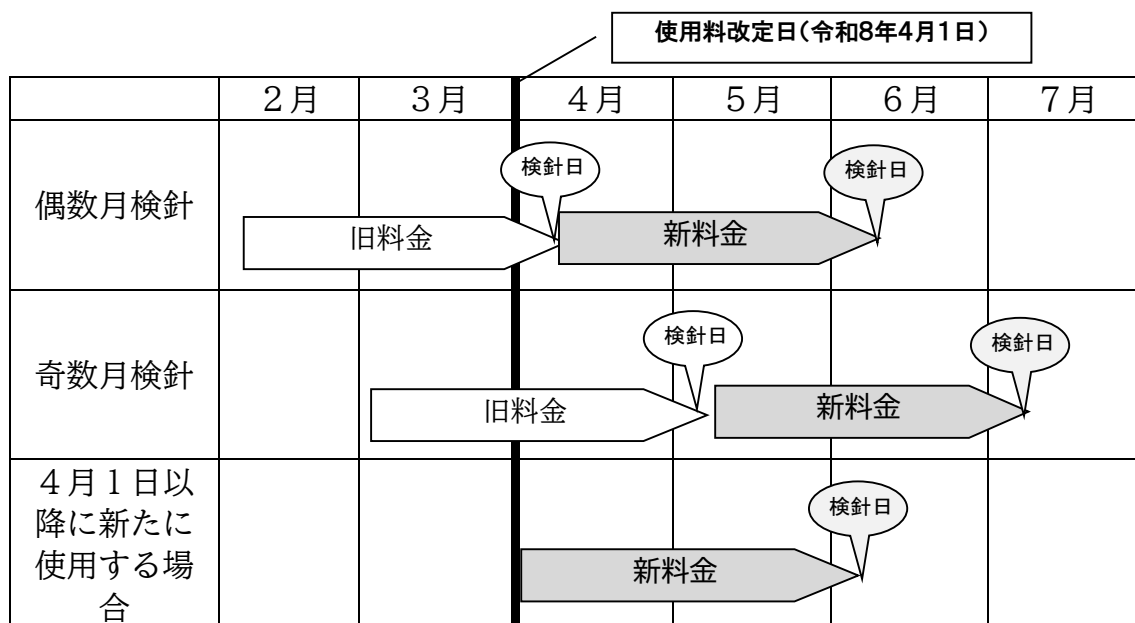 使用料改定日(令和8年4月1日)
２月 ３月 ４月 ５月 ６月 ７月
検針日 検針日
偶数月検針
旧料金 新料金
検針日 検針日
奇数月検針
旧料金 新料金
４月１日以
降に新たに
使用する場
合
検針日
新料金